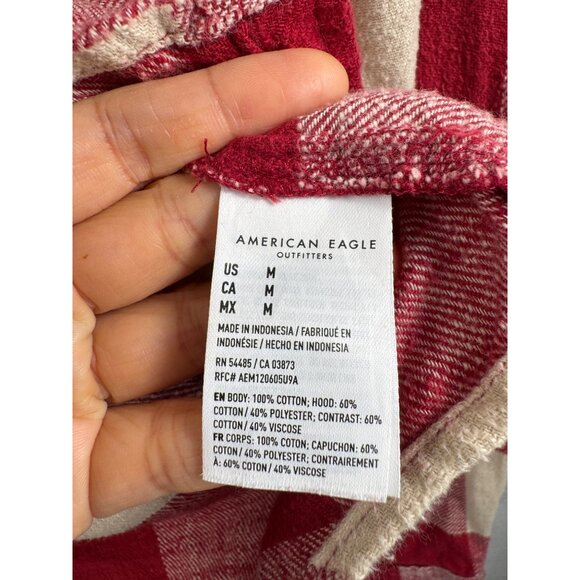 AMERICAN EAGLE
OUTFITTERS
US M
CA M
MX M
MADE IN INDONESIA / FABRIQUÉ EN
INDONÉSIE / HECHO EN INDONESIA
RN 54485 / CA 03873
RFC# AEM120605U9A
EN BODY: 100% COTTON; HOOD: 60%
COTTON / 40% POLYESTER; CONTRAST: 60%
COTTON / 40% VISCOSE
FR CORPS: 100% COTON; CAPUCHON: 60%
COTON / 40% POLYESTER; CONTRAIREMENT
À: 60% COTON / 40% VISCOSE